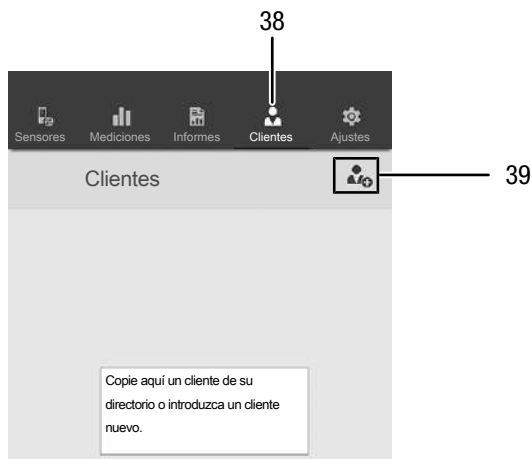 38
Sensores Mediciones Informes Clientes Ajustes
Clientes
39
Copie aquí un cliente de su
directorio o introduzca un cliente
nuevo.